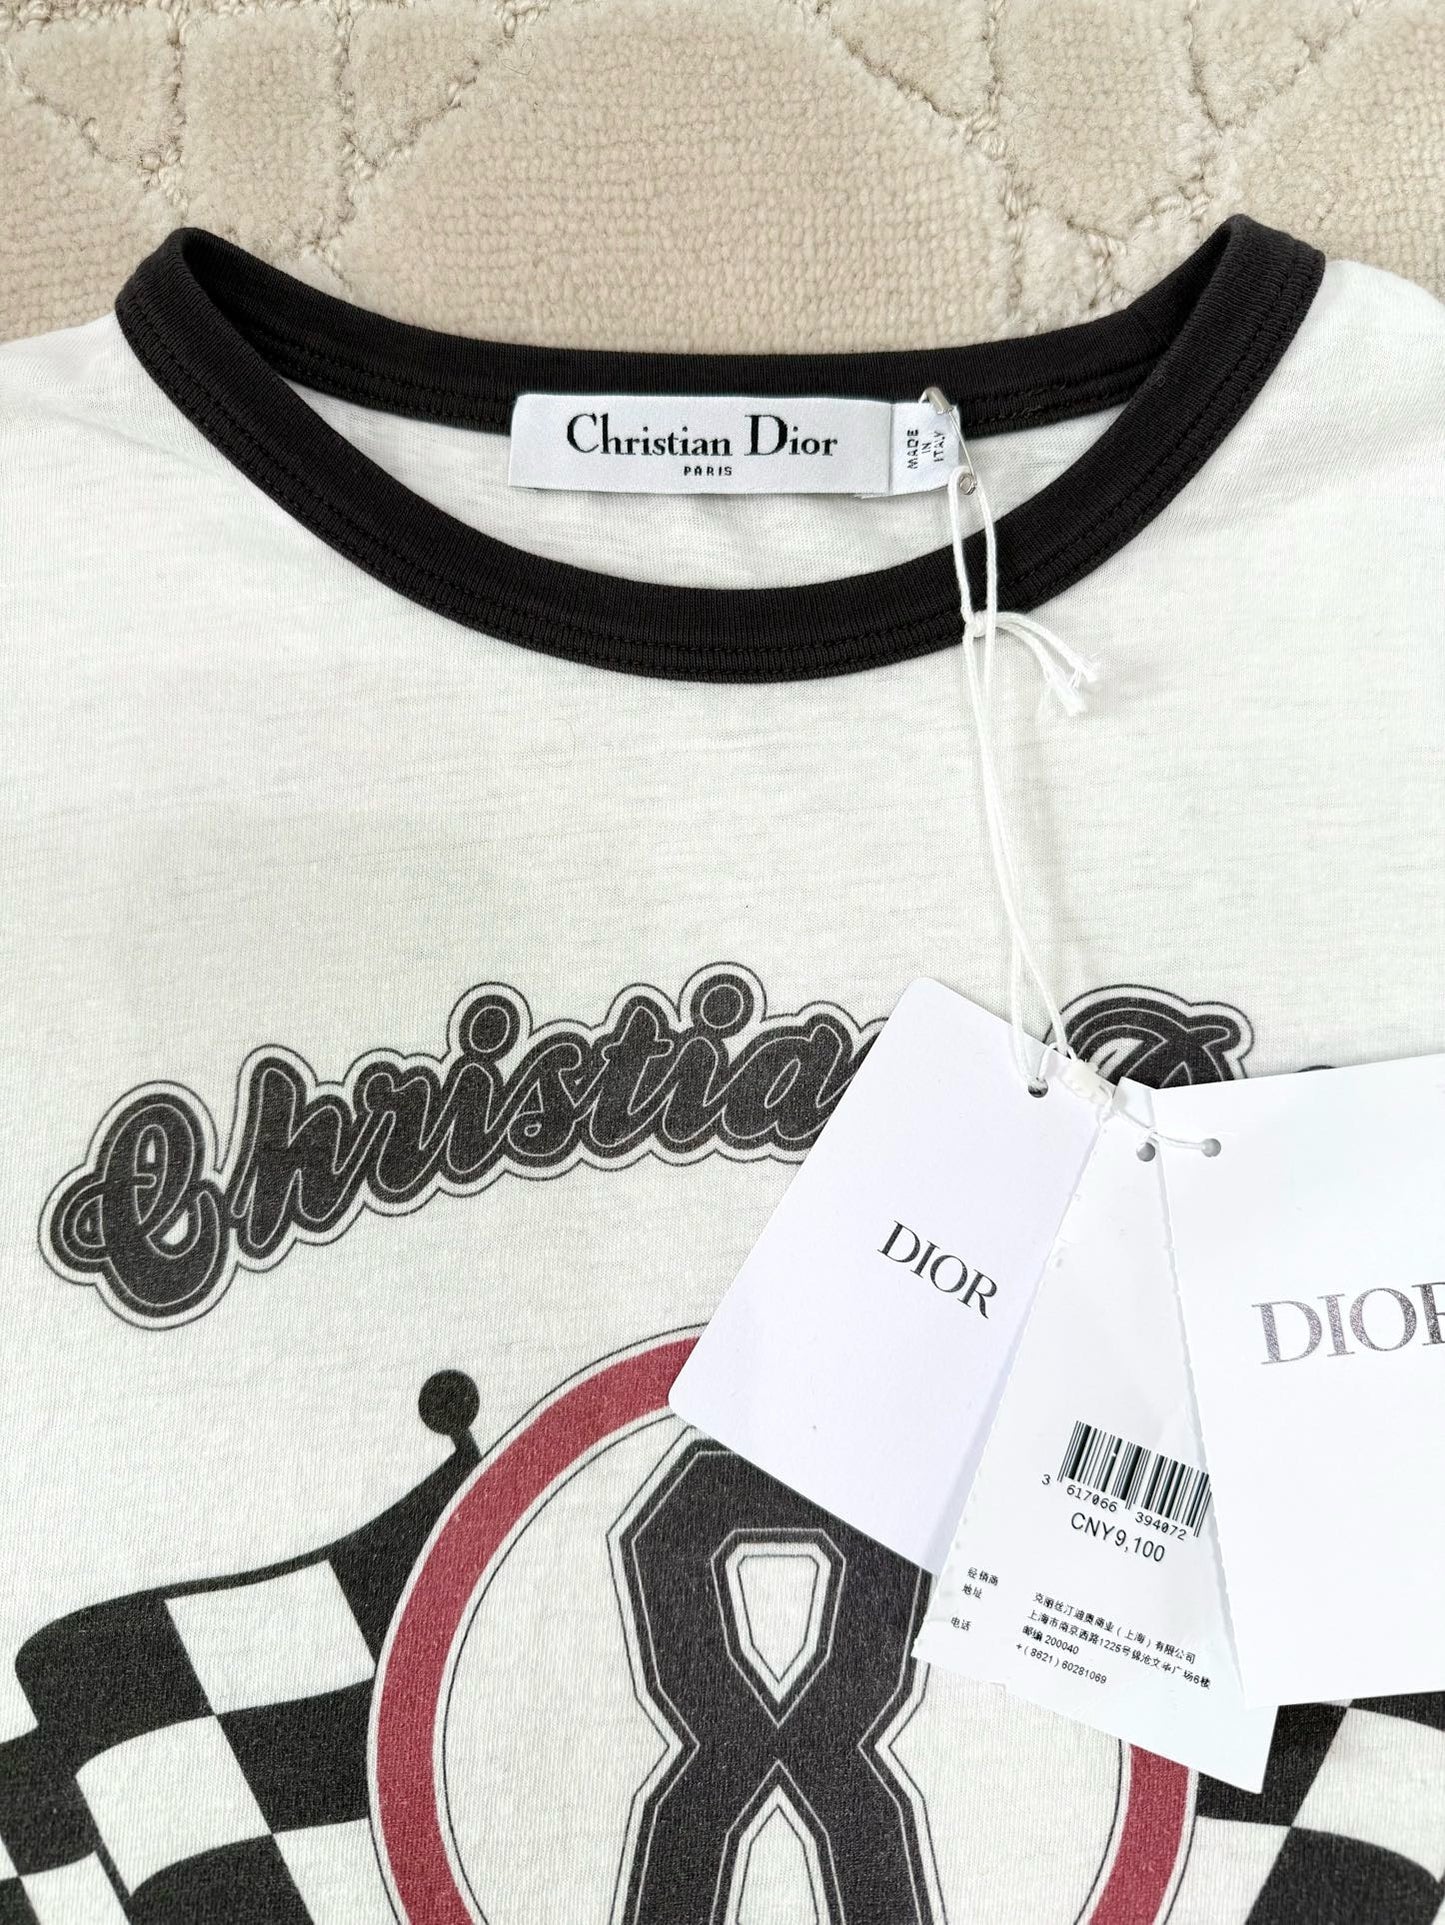 Christian Dior
PARIS
MADE
IN
ITALY
Christian
DIOR
DIOR
3 617066 394072
CNY9,100
经销商 克丽丝汀迪奥商业(上海)有限公司
地址 上海市南京西路1225号锦沧文华广场6楼
邮编 200040
电话 +(8621)60281069
8